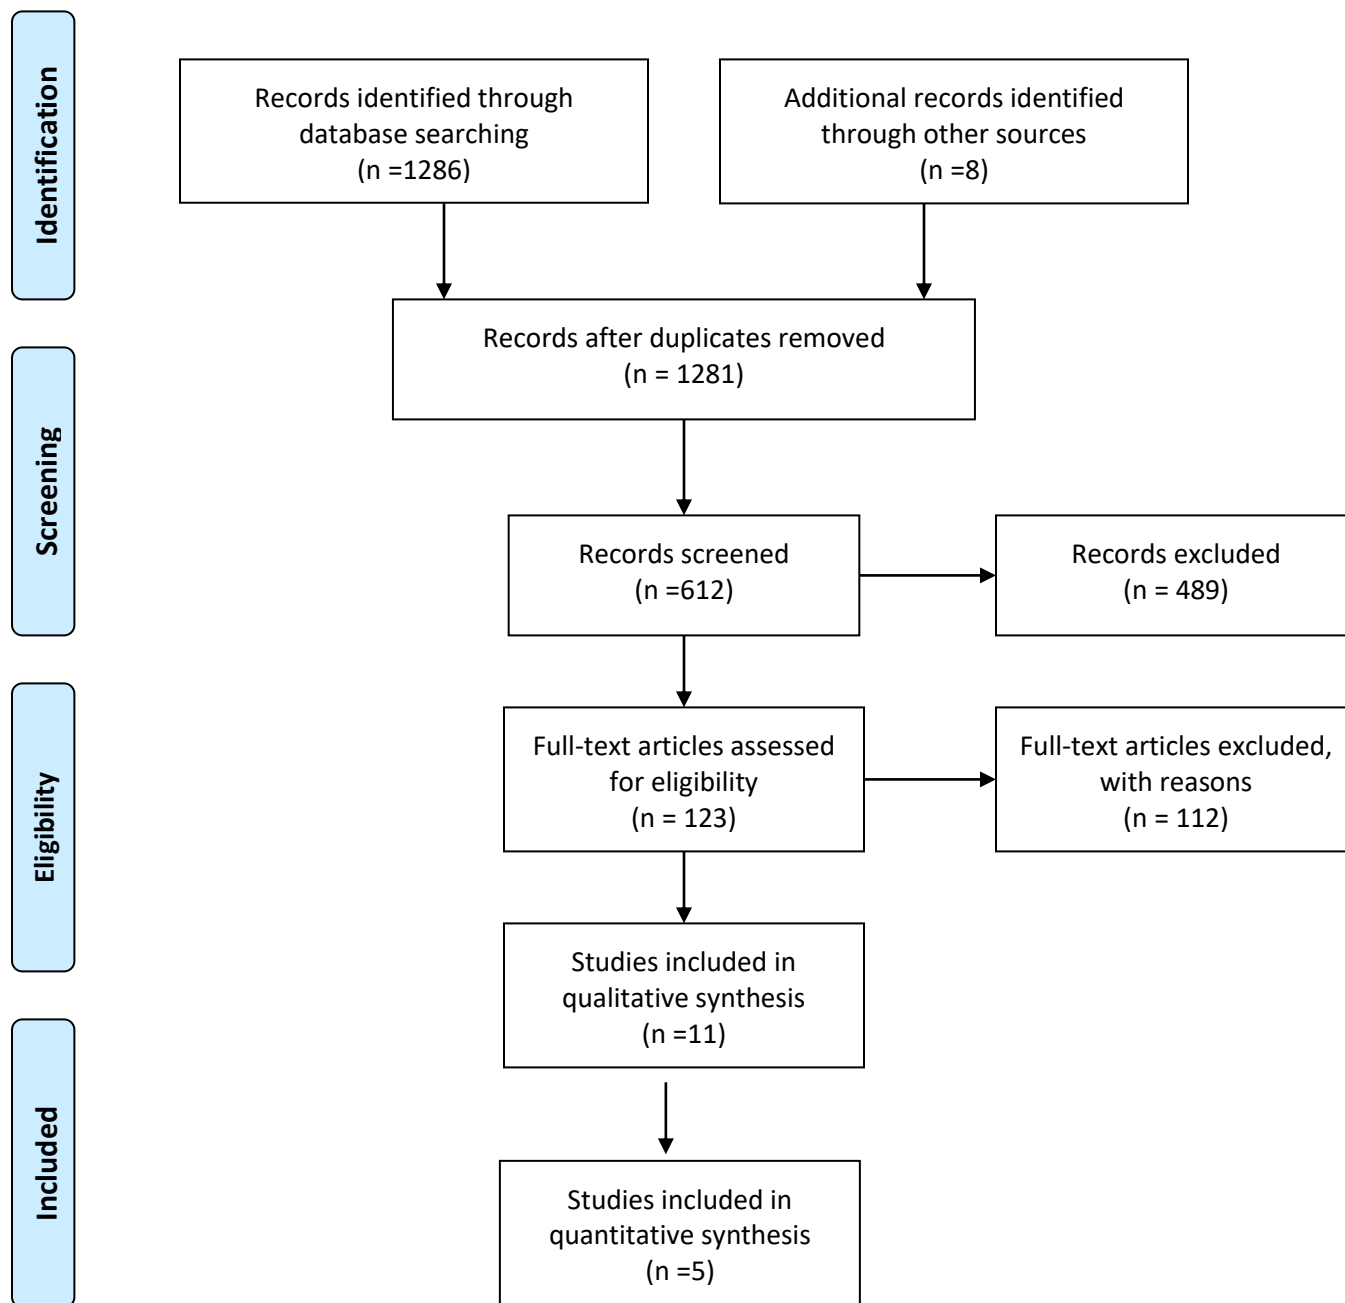 Identification
Records identified through
database searching
(n =1286)
Additional records identified
through other sources
(n =8)
Records after duplicates removed
(n = 1281)
Screening
Records screened
(n =612)
Records excluded
(n = 489)
Eligibility
Full-text articles assessed
for eligibility
(n = 123)
Full-text articles excluded,
with reasons
(n = 112)
Studies included in
qualitative synthesis
(n =11)
Included
Studies included in
quantitative synthesis
(n =5)